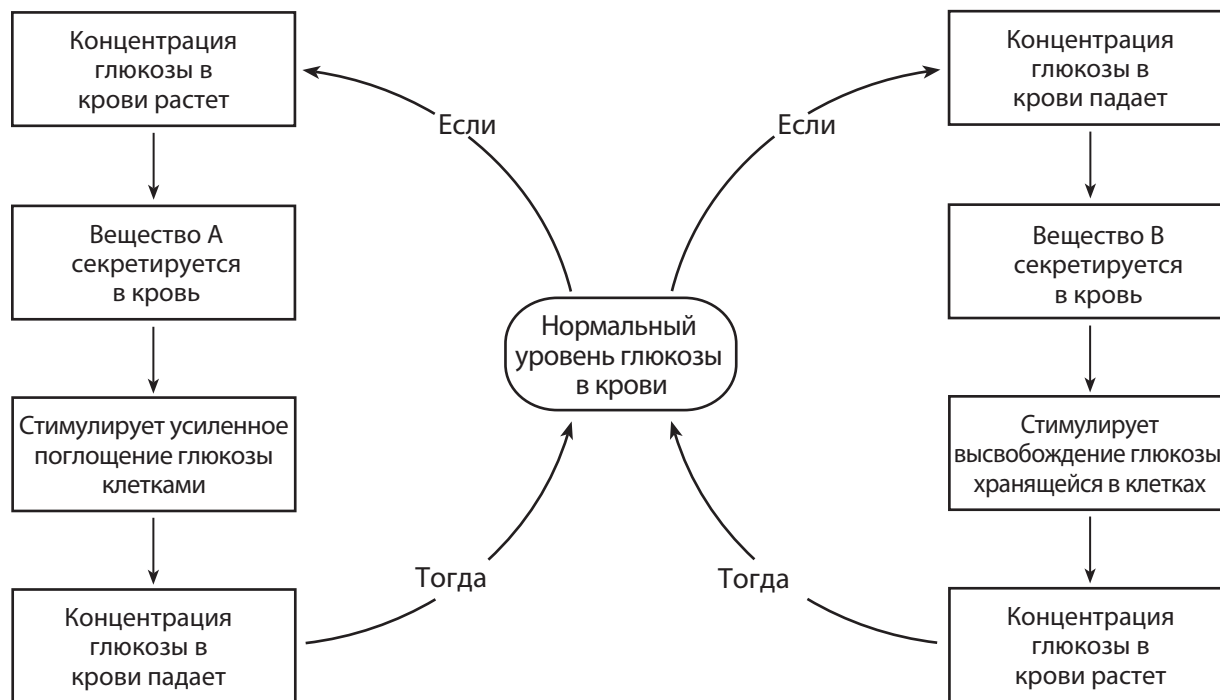 Концентрация
глюкозы в
крови растет
Если
Если
Концентрация
глюкозы в
крови падает
Вещество А
секретируется
в кровь
Нормальный
уровень глюкозы
в крови
Вещество В
секретируется
в кровь
Стимулирует усиленное
поглощение глюкозы
клетками
Стимулирует
высвобождение глюкозы
хранящейся в клетках
Тогда
Тогда
Концентрация
глюкозы в
крови падает
Концентрация
глюкозы в
крови растет